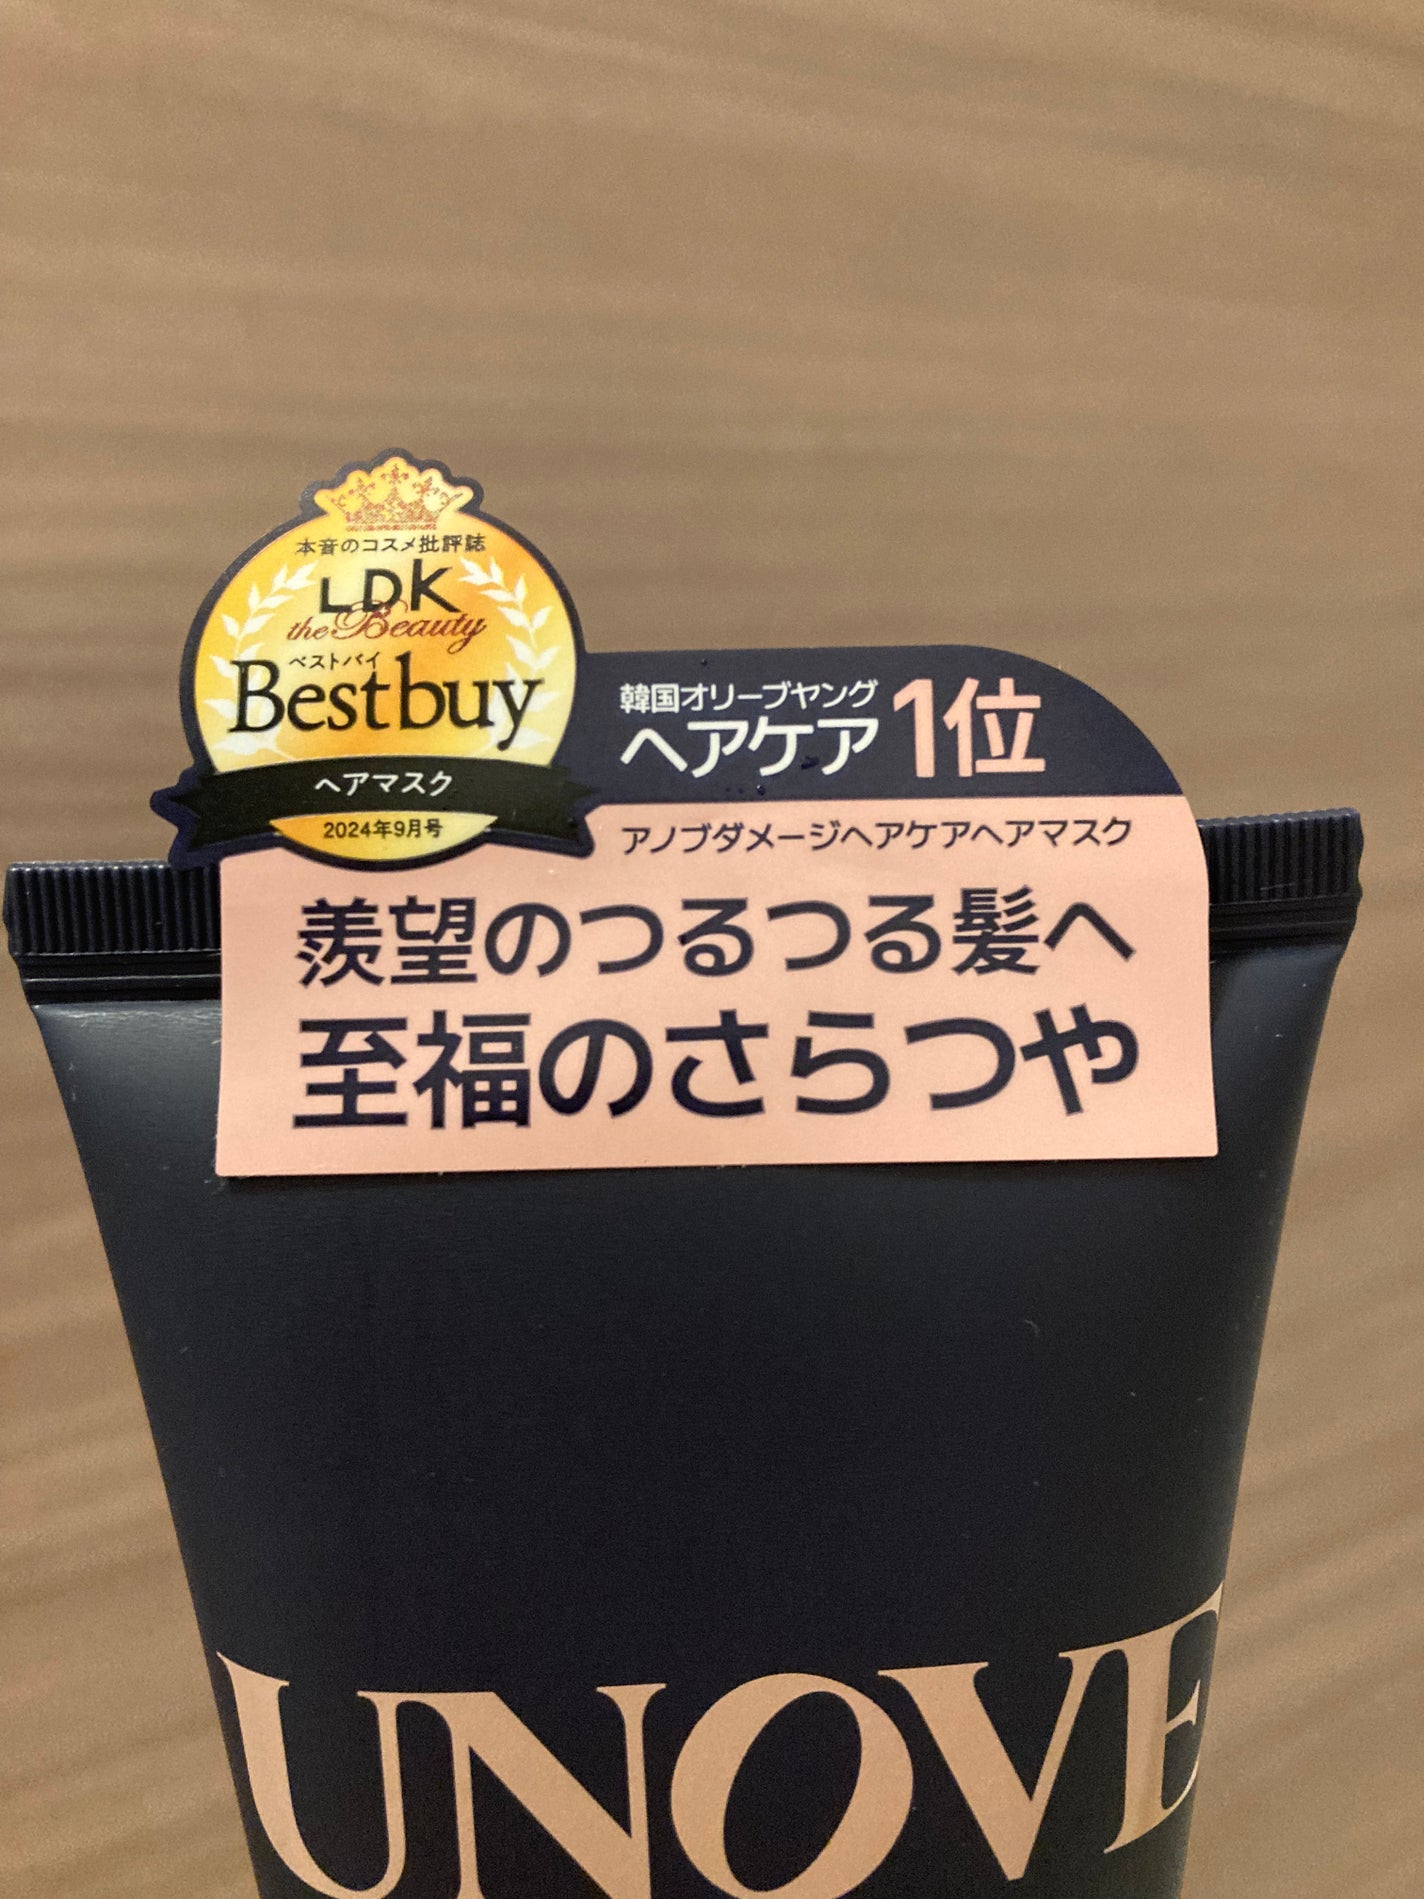 本音のコスメ批評誌
LDK
the Beauty
ベストバイ
Bestbuy
ヘアマスク
2024年9月号
韓国オリーブヤング
ヘアケア1位
アノブダメージヘアケアヘアマスク
羨望のつるつる髪へ
至福のさらつや
UNOVE